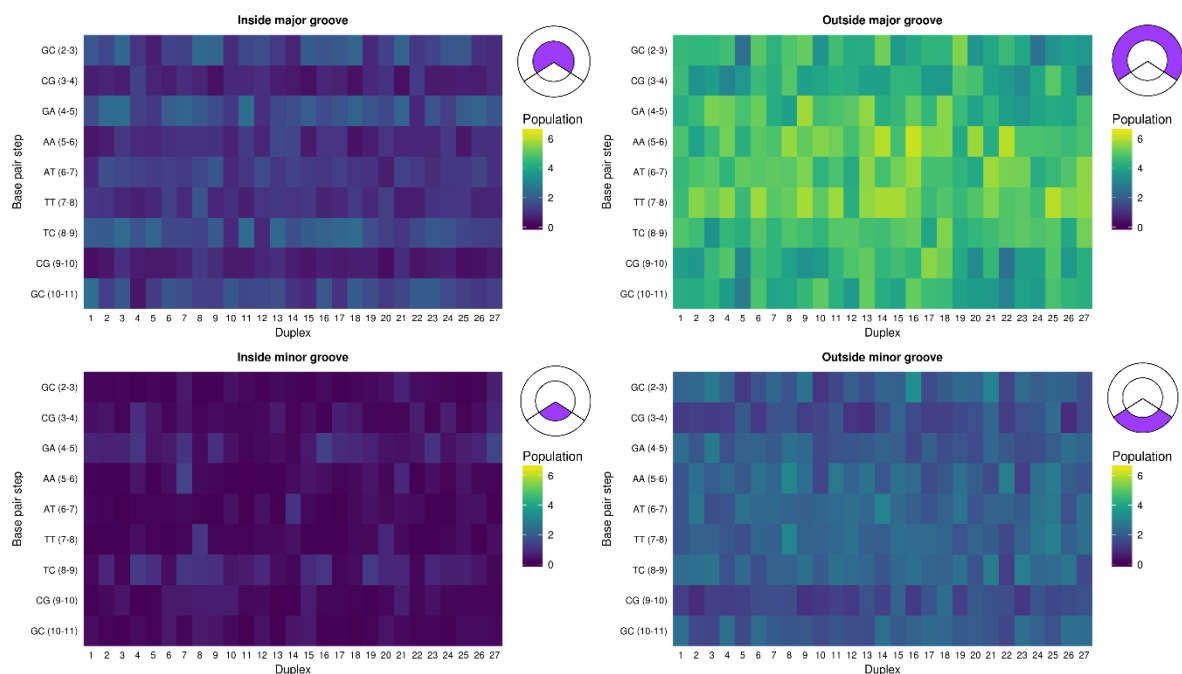 Inside major groove
Base pair step
GC (2-3)
CG (3-4)
GA (4-5)
AA (5-6)
AT (6-7)
TT (7-8)
TC (8-9)
CG (9-10)
GC (10-11)
1 2 3 4 5 6 7 8 9 10 11 12 13 14 15 16 17 18 19 20 21 22 23 24 25 26 27
Duplex
Population
6
4
2
0
Outside major groove
Base pair step
GC (2-3)
CG (3-4)
GA (4-5)
AA (5-6)
AT (6-7)
TT (7-8)
TC (8-9)
CG (9-10)
GC (10-11)
1 2 3 4 5 6 7 8 9 10 11 12 13 14 15 16 17 18 19 20 21 22 23 24 25 26 27
Duplex
Population
6
4
2
0
Inside minor groove
Base pair step
GC (2-3)
CG (3-4)
GA (4-5)
AA (5-6)
AT (6-7)
TT (7-8)
TC (8-9)
CG (9-10)
GC (10-11)
1 2 3 4 5 6 7 8 9 10 11 12 13 14 15 16 17 18 19 20 21 22 23 24 25 26 27
Duplex
Population
6
4
2
0
Outside minor groove
Base pair step
GC (2-3)
CG (3-4)
GA (4-5)
AA (5-6)
AT (6-7)
TT (7-8)
TC (8-9)
CG (9-10)
GC (10-11)
1 2 3 4 5 6 7 8 9 10 11 12 13 14 15 16 17 18 19 20 21 22 23 24 25 26 27
Duplex
Population
6
4
2
0